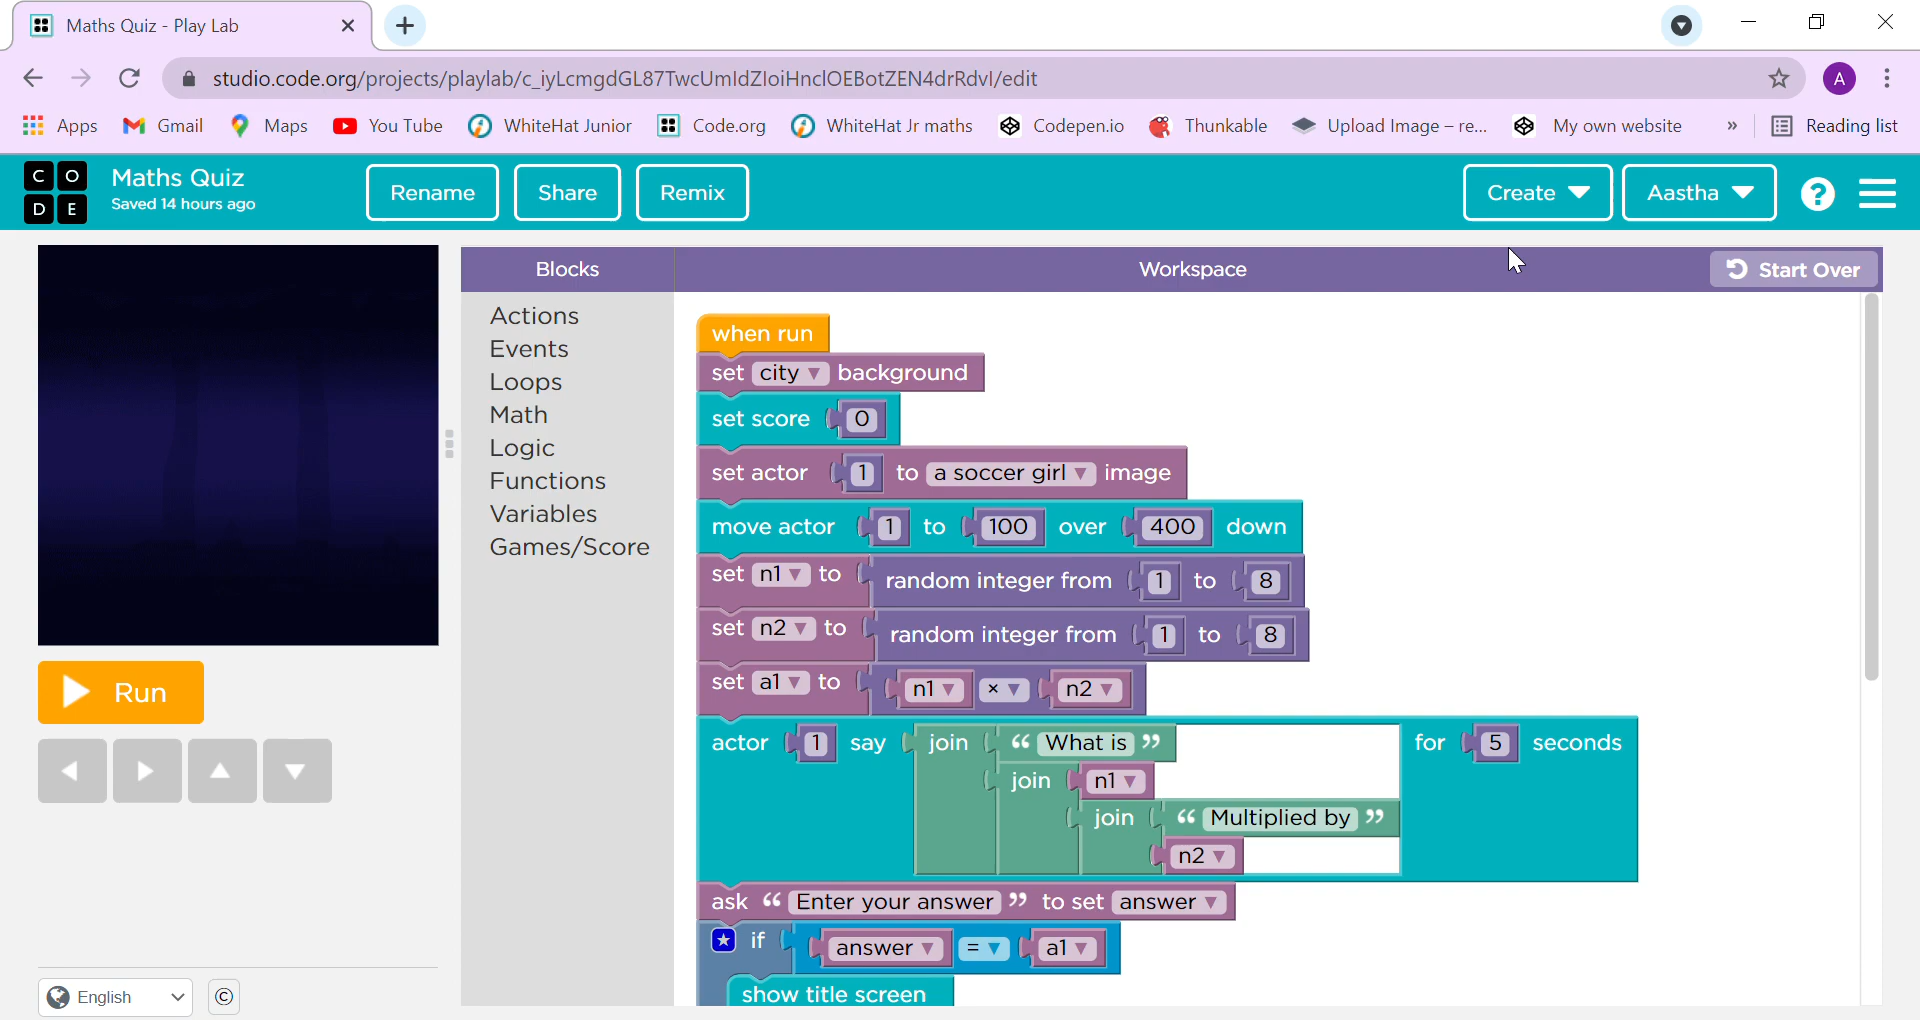 Maths Quiz - Play Lab
studio.code.org/projects/playlab/c_iyLcmgdGL87TwcUmIdZIoiHnclOEBotZEN4drRdvI/edit
A
Apps Gmail Maps You Tube WhiteHat Junior Code.org WhiteHat Jr maths Codepen.io Thunkable Upload Image – re... My own website » Reading list
C O
D E
Maths Quiz
Saved 14 hours ago
Rename Share Remix Create Aastha ?
Blocks Workspace Start Over
Actions
Events
Loops
Math
Logic
Functions
Variables
Games/Score
when run
set city background
set score 0
set actor 1 to a soccer girl image
move actor 1 to 100 over 400 down
set n1 to random integer from 1 to 8
set n2 to random integer from 1 to 8
set a1 to n1 × n2
actor 1 say join “ What is ” for 5 seconds
join n1
join “ Multiplied by ”
n2
ask “ Enter your answer ” to set answer
if answer = a1
show title screen
Run
English ©